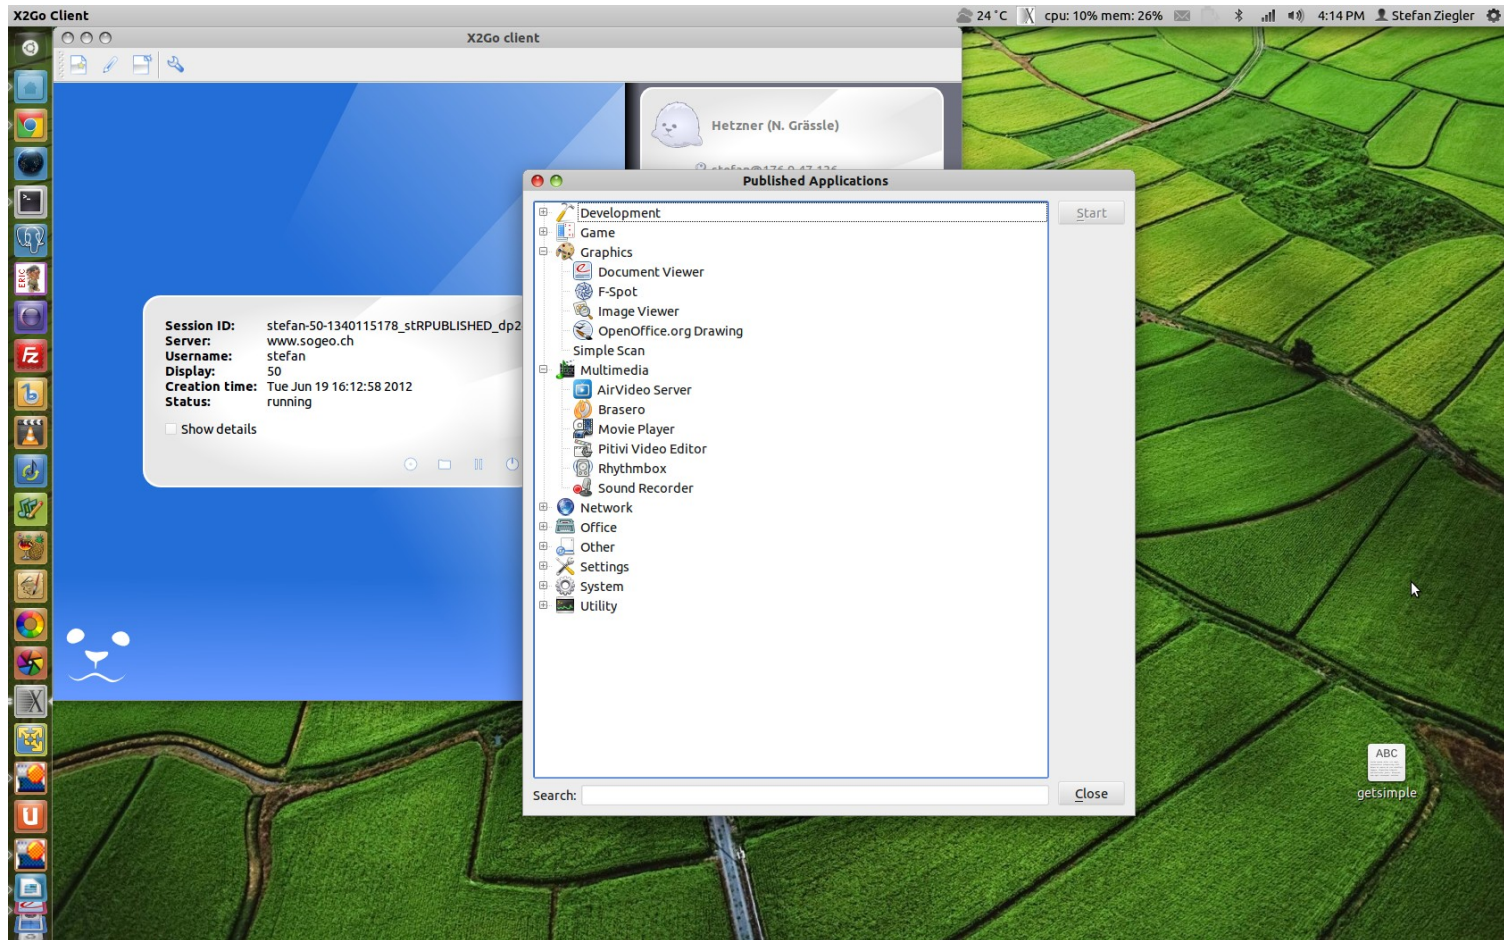 X2Go Client
24 °C cpu: 10% mem: 26% 4:14 PM Stefan Ziegler
X2Go client
Hetzner (N. Grässle)
Session ID: stefan-50-1340115178_stRPUBLISHED_dp2
Server: www.sogeo.ch
Username: stefan
Display: 50
Creation time: Tue Jun 19 16:12:58 2012
Status: running
Show details
Published Applications
Development
Game
Graphics
Document Viewer
F-Spot
Image Viewer
OpenOffice.org Drawing
Simple Scan
Multimedia
AirVideo Server
Brasero
Movie Player
Pitivi Video Editor
Rhythmbox
Sound Recorder
Network
Office
Other
Settings
System
Utility
Start
Search:
Close
ABC
getsimple
ERIC
Fz